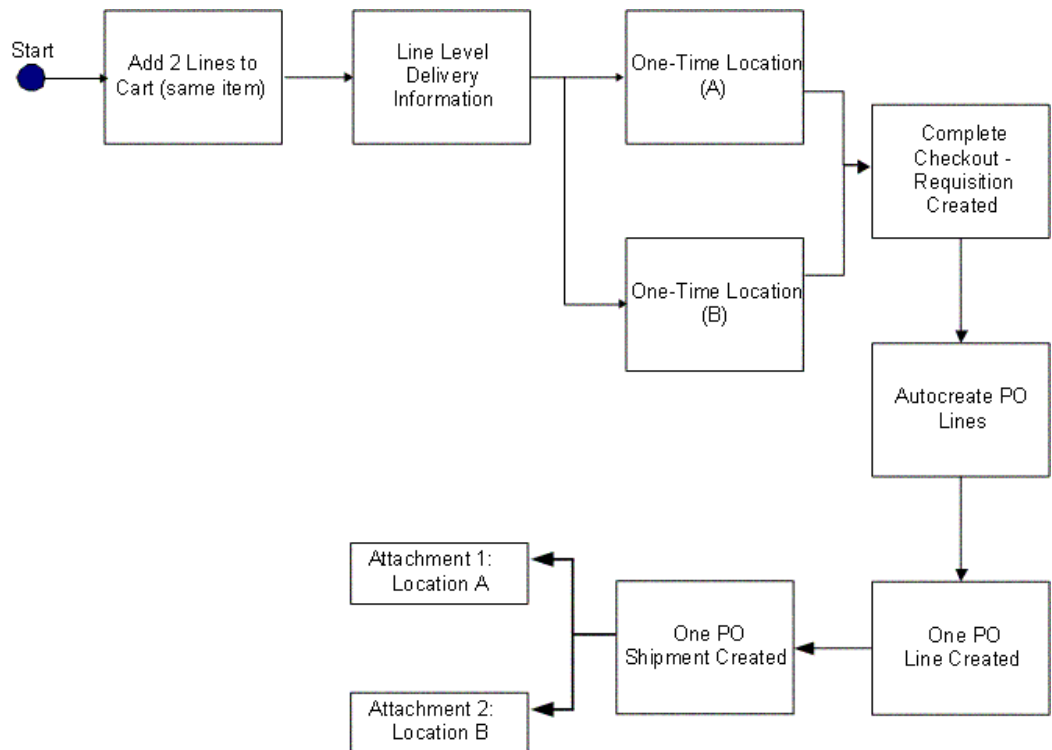 Start
Add 2 Lines to
Cart (same item)
Line Level
Delivery
Information
One-Time Location
(A)
One-Time Location
(B)
Complete
Checkout -
Requisition
Created
Autocreate PO
Lines
One PO
Line Created
One PO
Shipment Created
Attachment 1:
Location A
Attachment 2:
Location B